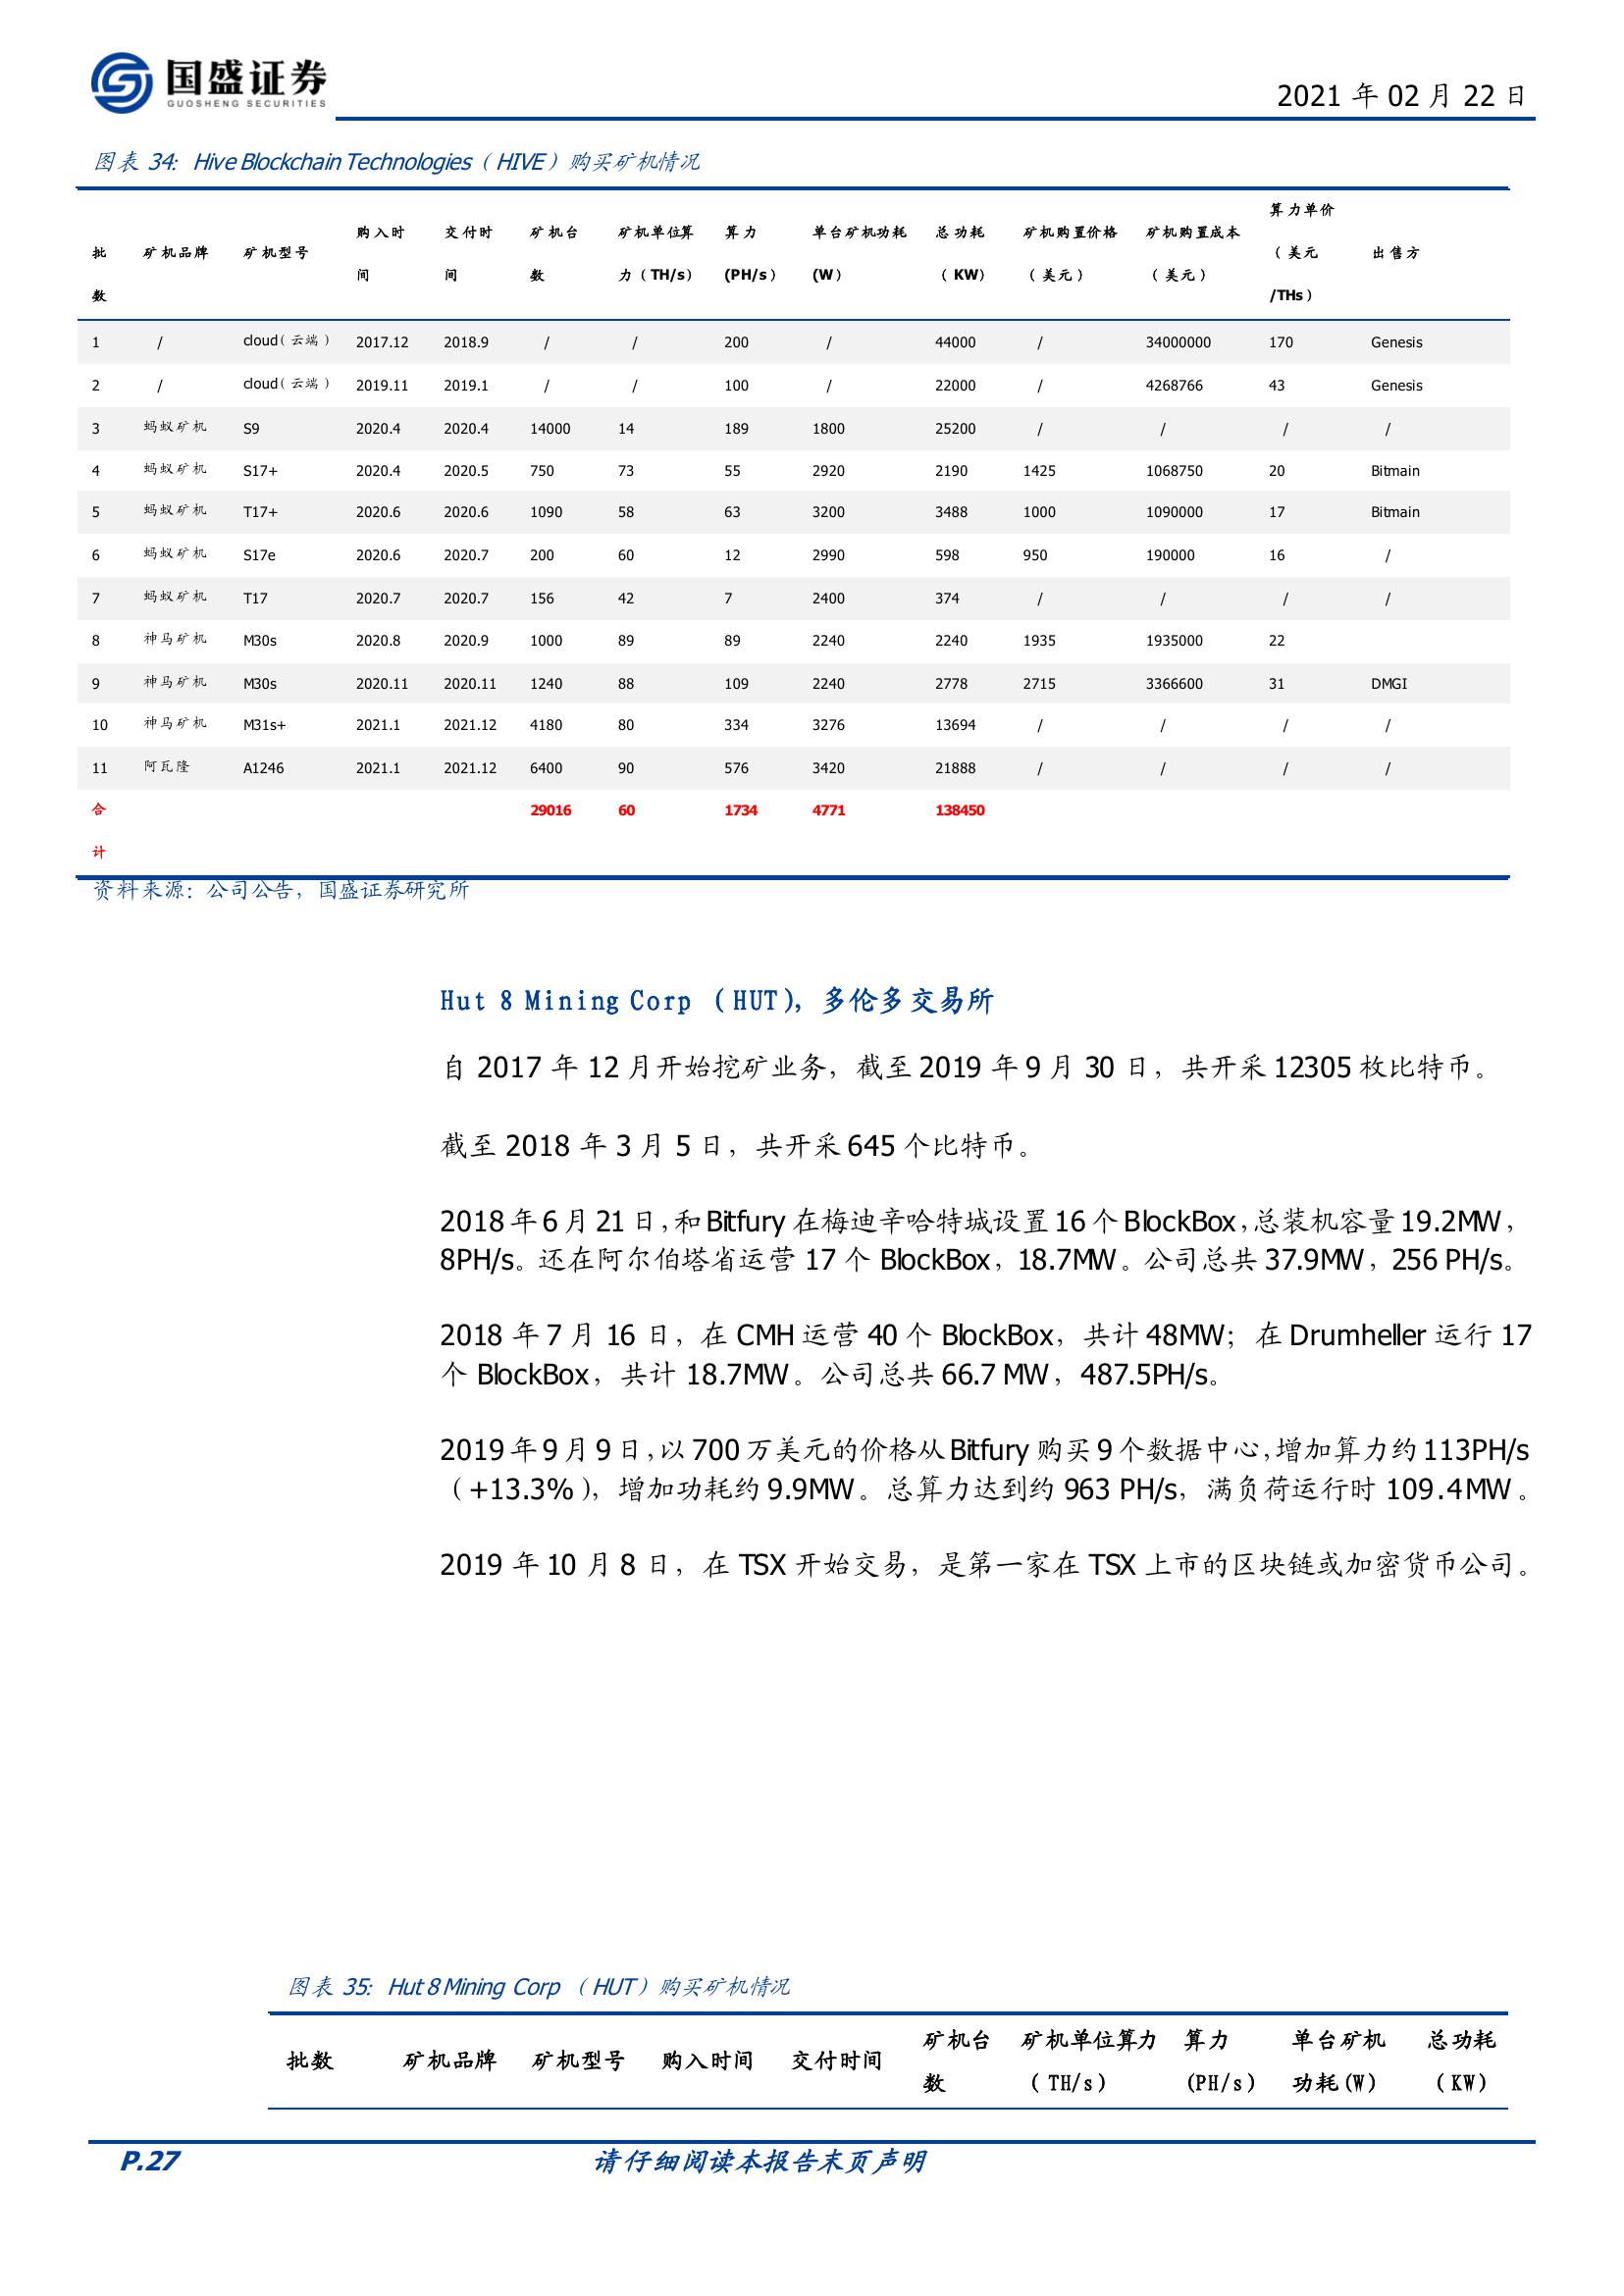 国盛证券
GUOSHENG SECURITIES
2021 年 02 月 22 日
图表 34: Hive Blockchain Technologies（HIVE）购买矿机情况
批数 矿机品牌 矿机型号 购入时间 交付时间 矿机台数 矿机单位算力（TH/s） 算力(PH/s） 单台矿机功耗(W） 总功耗（KW） 矿机购置价格（美元） 矿机购置成本（美元） 算力单价（美元/THs） 出售方
1 / cloud(云端） 2017.12 2018.9 / / 200 / 44000 / 34000000 170 Genesis
2 / cloud(云端） 2019.11 2019.1 / / 100 / 22000 / 4268766 43 Genesis
3 蚂蚁矿机 S9 2020.4 2020.4 14000 14 189 1800 25200 / / / /
4 蚂蚁矿机 S17+ 2020.4 2020.5 750 73 55 2920 2190 1425 1068750 20 Bitmain
5 蚂蚁矿机 T17+ 2020.6 2020.6 1090 58 63 3200 3488 1000 1090000 17 Bitmain
6 蚂蚁矿机 S17e 2020.6 2020.7 200 60 12 2990 598 950 190000 16 /
7 蚂蚁矿机 T17 2020.7 2020.7 156 42 7 2400 374 / / / /
8 神马矿机 M30s 2020.8 2020.9 1000 89 89 2240 2240 1935 1935000 22
9 神马矿机 M30s 2020.11 2020.11 1240 88 109 2240 2778 2715 3366600 31 DMGI
10 神马矿机 M31s+ 2021.1 2021.12 4180 80 334 3276 13694 / / / /
11 阿瓦隆 A1246 2021.1 2021.12 6400 90 576 3420 21888 / / / /
合计 29016 60 1734 4771 138450
资料来源：公司公告，国盛证券研究所
Hut 8 Mining Corp （HUT），多伦多交易所
自 2017 年 12 月开始挖矿业务，截至 2019 年 9 月 30 日，共开采 12305 枚比特币。
截至 2018 年 3 月 5 日，共开采 645 个比特币。
2018 年 6 月 21 日，和 Bitfury 在梅迪辛哈特城设置 16 个 BlockBox，总装机容量 19.2MW，
8PH/s。还在阿尔伯塔省运营 17 个 BlockBox，18.7MW。公司总共 37.9MW，256 PH/s。
2018 年 7 月 16 日，在 CMH 运营 40 个 BlockBox，共计 48MW；在 Drumheller 运行 17
个 BlockBox，共计 18.7MW。公司总共 66.7 MW，487.5PH/s。
2019 年 9 月 9 日，以 700 万美元的价格从 Bitfury 购买 9 个数据中心，增加算力约 113PH/s
（+13.3%），增加功耗约 9.9MW。总算力达到约 963 PH/s，满负荷运行时 109.4MW。
2019 年 10 月 8 日，在 TSX 开始交易，是第一家在 TSX 上市的区块链或加密货币公司。
图表 35: Hut 8 Mining Corp （HUT）购买矿机情况
批数 矿机品牌 矿机型号 购入时间 交付时间 矿机台数 矿机单位算力（TH/s） 算力(PH/s） 单台矿机功耗(W） 总功耗（KW）
P.27 请仔细阅读本报告末页声明